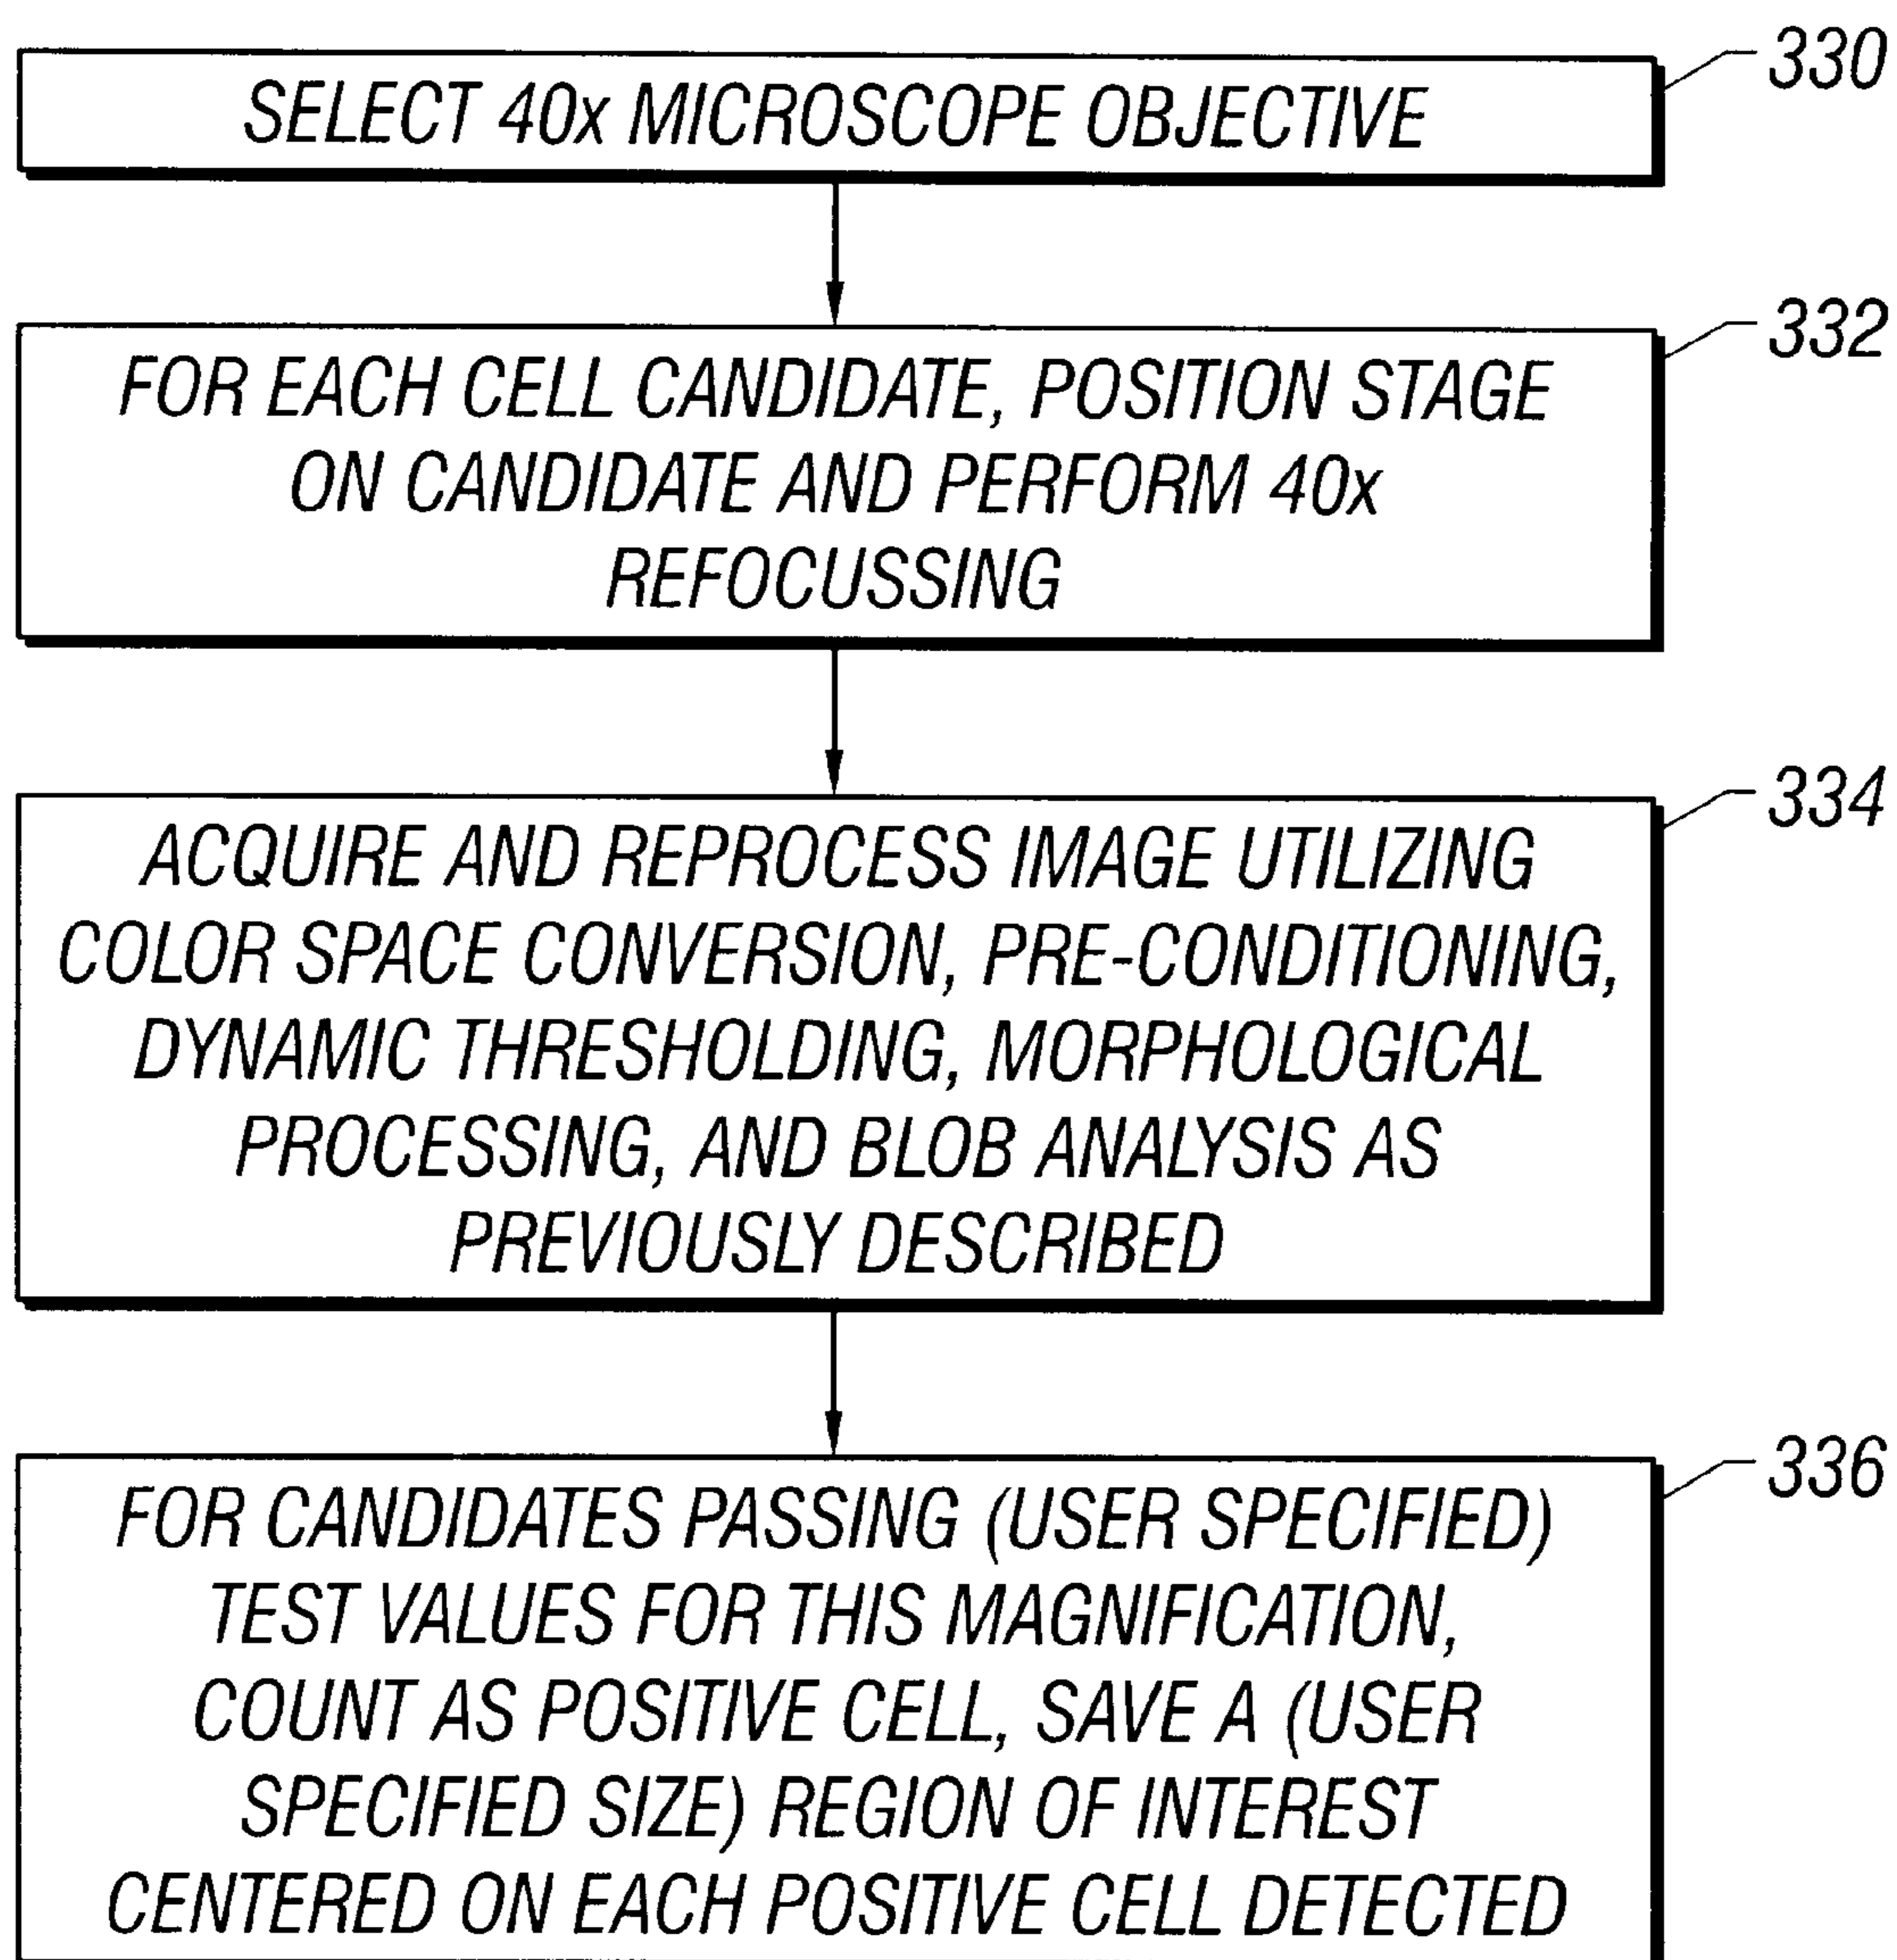 330
SELECT 40x MICROSCOPE OBJECTIVE
332
FOR EACH CELL CANDIDATE, POSITION STAGE
ON CANDIDATE AND PERFORM 40x
REFOCUSSING
334
ACQUIRE AND REPROCESS IMAGE UTILIZING
COLOR SPACE CONVERSION, PRE-CONDITIONING,
DYNAMIC THRESHOLDING, MORPHOLOGICAL
PROCESSING, AND BLOB ANALYSIS AS
PREVIOUSLY DESCRIBED
336
FOR CANDIDATES PASSING (USER SPECIFIED)
TEST VALUES FOR THIS MAGNIFICATION,
COUNT AS POSITIVE CELL, SAVE A (USER
SPECIFIED SIZE) REGION OF INTEREST
CENTERED ON EACH POSITIVE CELL DETECTED